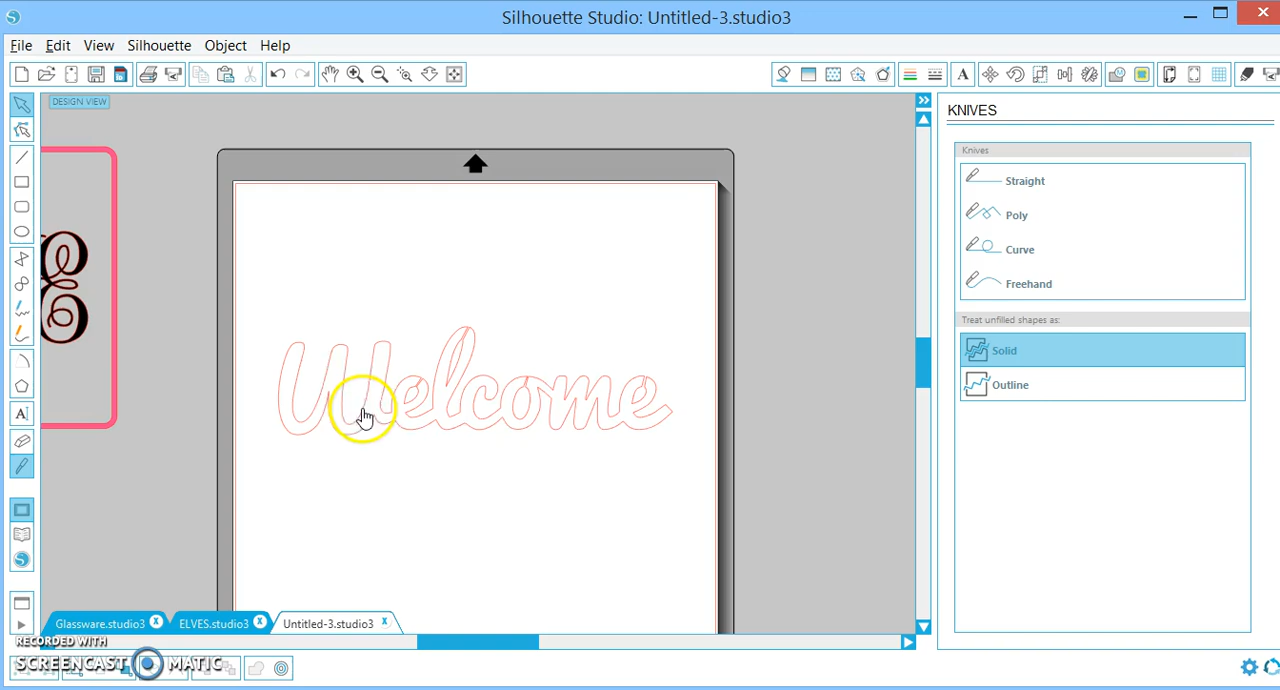 Silhouette Studio: Untitled-3.studio3
File Edit View Silhouette Object Help
DESIGN VIEW
KNIVES
Knives
Straight
Poly
Curve
Freehand
Treat unfilled shapes as:
Solid
Outline
Welcome
Glassware.studio3 ELVES.studio3 Untitled-3.studio3
RECORDED WITH
SCREENCAST MATIC